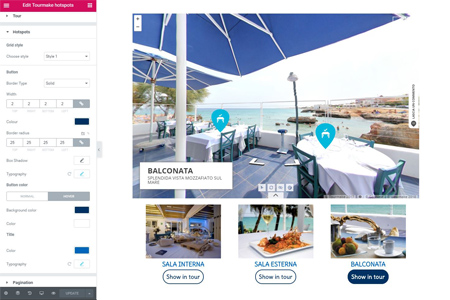 Edit Tourmake hotspots
Tour
Hotspots
Grid style
Choose style
Style 1
Button
Border Type
Solid
Width
2 2 2 2
Colour
Border radius
25 25 25 25
Box Shadow
Typography
Button color
NORMAL
HOVER
Background color
Color
Title
Color
Typography
Pagination
UPDATE
+
-
BALCONATA
SPLENDIDA VISTA MOZZAFIATO SUL
MARE
SALA INTERNA
SALA ESTERNA
BALCONATA
Show in tour
Show in tour
Show in tour